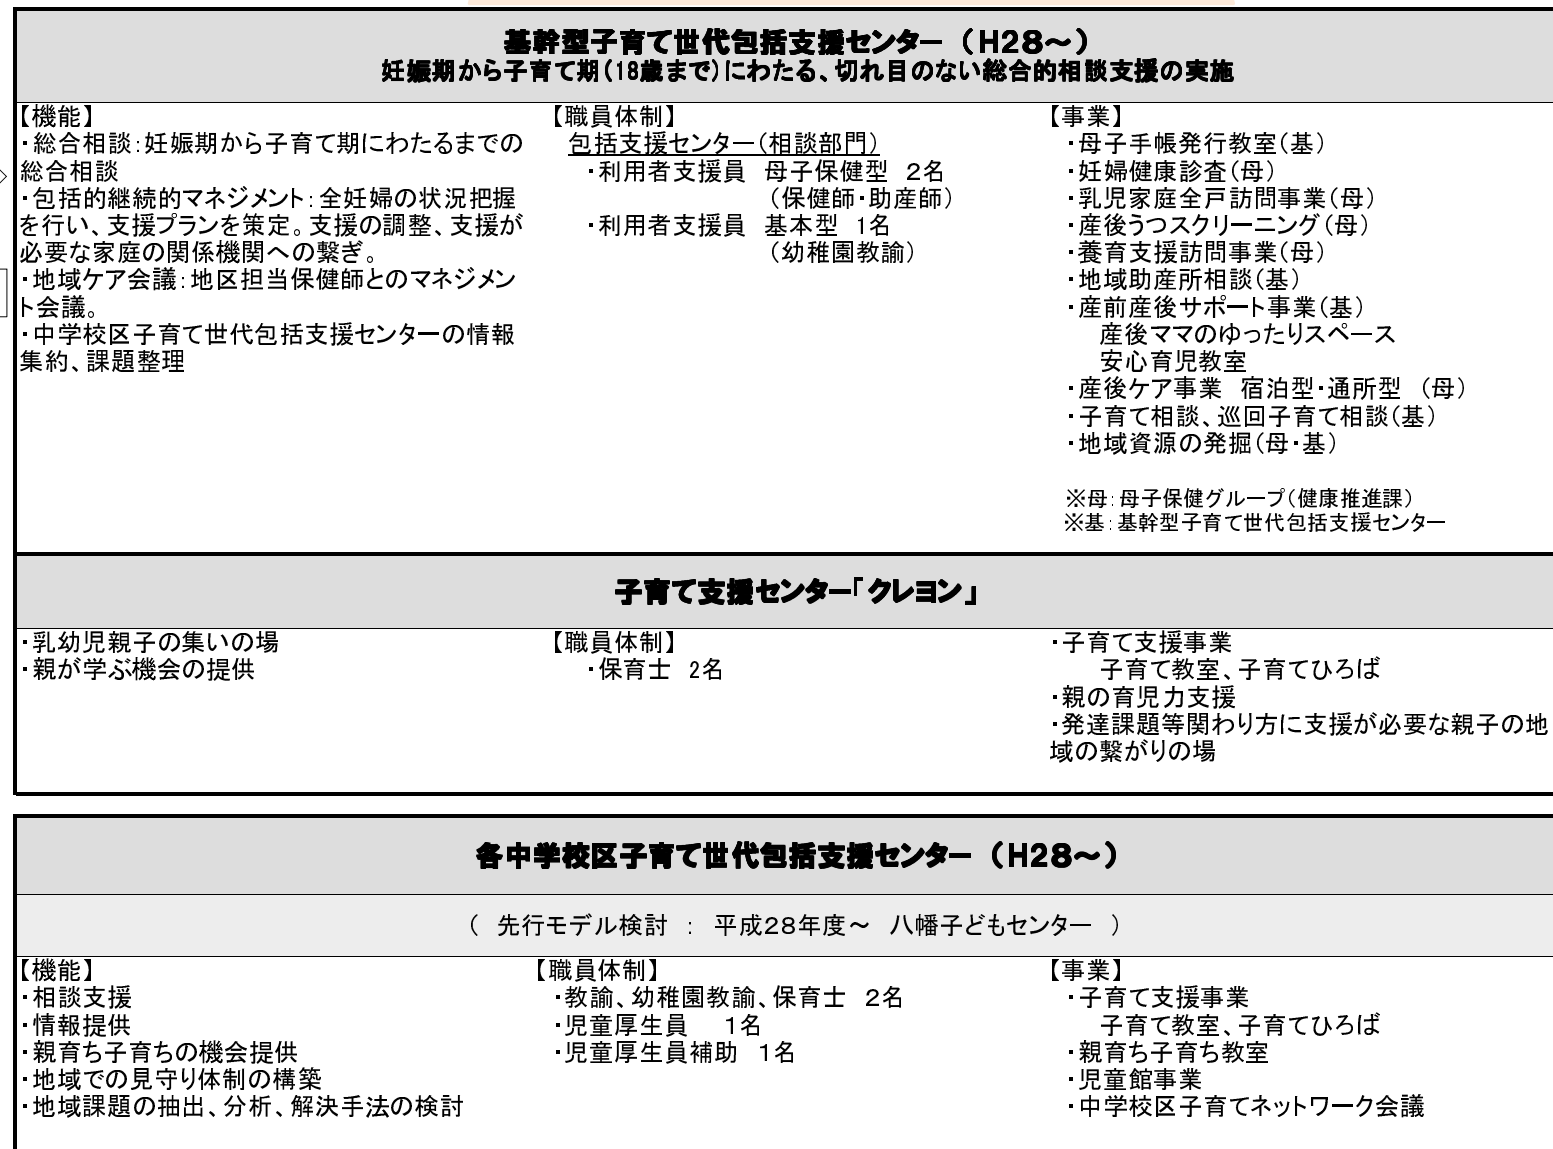 基幹型子育て世代包括支援センター（H28～）
妊娠期から子育て期（18歳まで）にわたる、切れ目のない総合的相談支援の実施
【機能】
・総合相談：妊娠期から子育て期にわたるまでの
総合相談
・包括的継続的マネジメント：全妊婦の状況把握
を行い、支援プランを策定。支援の調整、支援が
必要な家庭の関係機関への繋ぎ。
・地域ケア会議：地区担当保健師とのマネジメン
ト会議。
・中学校区子育て世代包括支援センターの情報
集約、課題整理
【職員体制】
包括支援センター（相談部門）
・利用者支援員　母子保健型　２名
（保健師・助産師）
・利用者支援員　基本型　１名
（幼稚園教諭）
【事業】
・母子手帳発行教室（基）
・妊婦健康診査（母）
・乳児家庭全戸訪問事業（母）
・産後うつスクリーニング（母）
・養育支援訪問事業（母）
・地域助産所相談（基）
・産前産後サポート事業（基）
産後ママのゆったりスペース
安心育児教室
・産後ケア事業　宿泊型・通所型　（母）
・子育て相談、巡回子育て相談（基）
・地域資源の発掘（母・基）
※母：母子保健グループ（健康推進課）
※基：基幹型子育て世代包括支援センター
子育て支援センター「クレヨン」
・乳幼児親子の集いの場
・親が学ぶ機会の提供
【職員体制】
・保育士　2名
・子育て支援事業
子育て教室、子育てひろば
・親の育児力支援
・発達課題等関わり方に支援が必要な親子の地
域の繋がりの場
各中学校区子育て世代包括支援センター（H28～）
（　先行モデル検討　：　平成２８年度～　八幡子どもセンター　）
【機能】
・相談支援
・情報提供
・親育ち子育ちの機会提供
・地域での見守り体制の構築
・地域課題の抽出、分析、解決手法の検討
【職員体制】
・教諭、幼稚園教諭、保育士　２名
・児童厚生員　　１名
・児童厚生員補助　１名
【事業】
・子育て支援事業
子育て教室、子育てひろば
・親育ち子育ち教室
・児童館事業
・中学校区子育てネットワーク会議